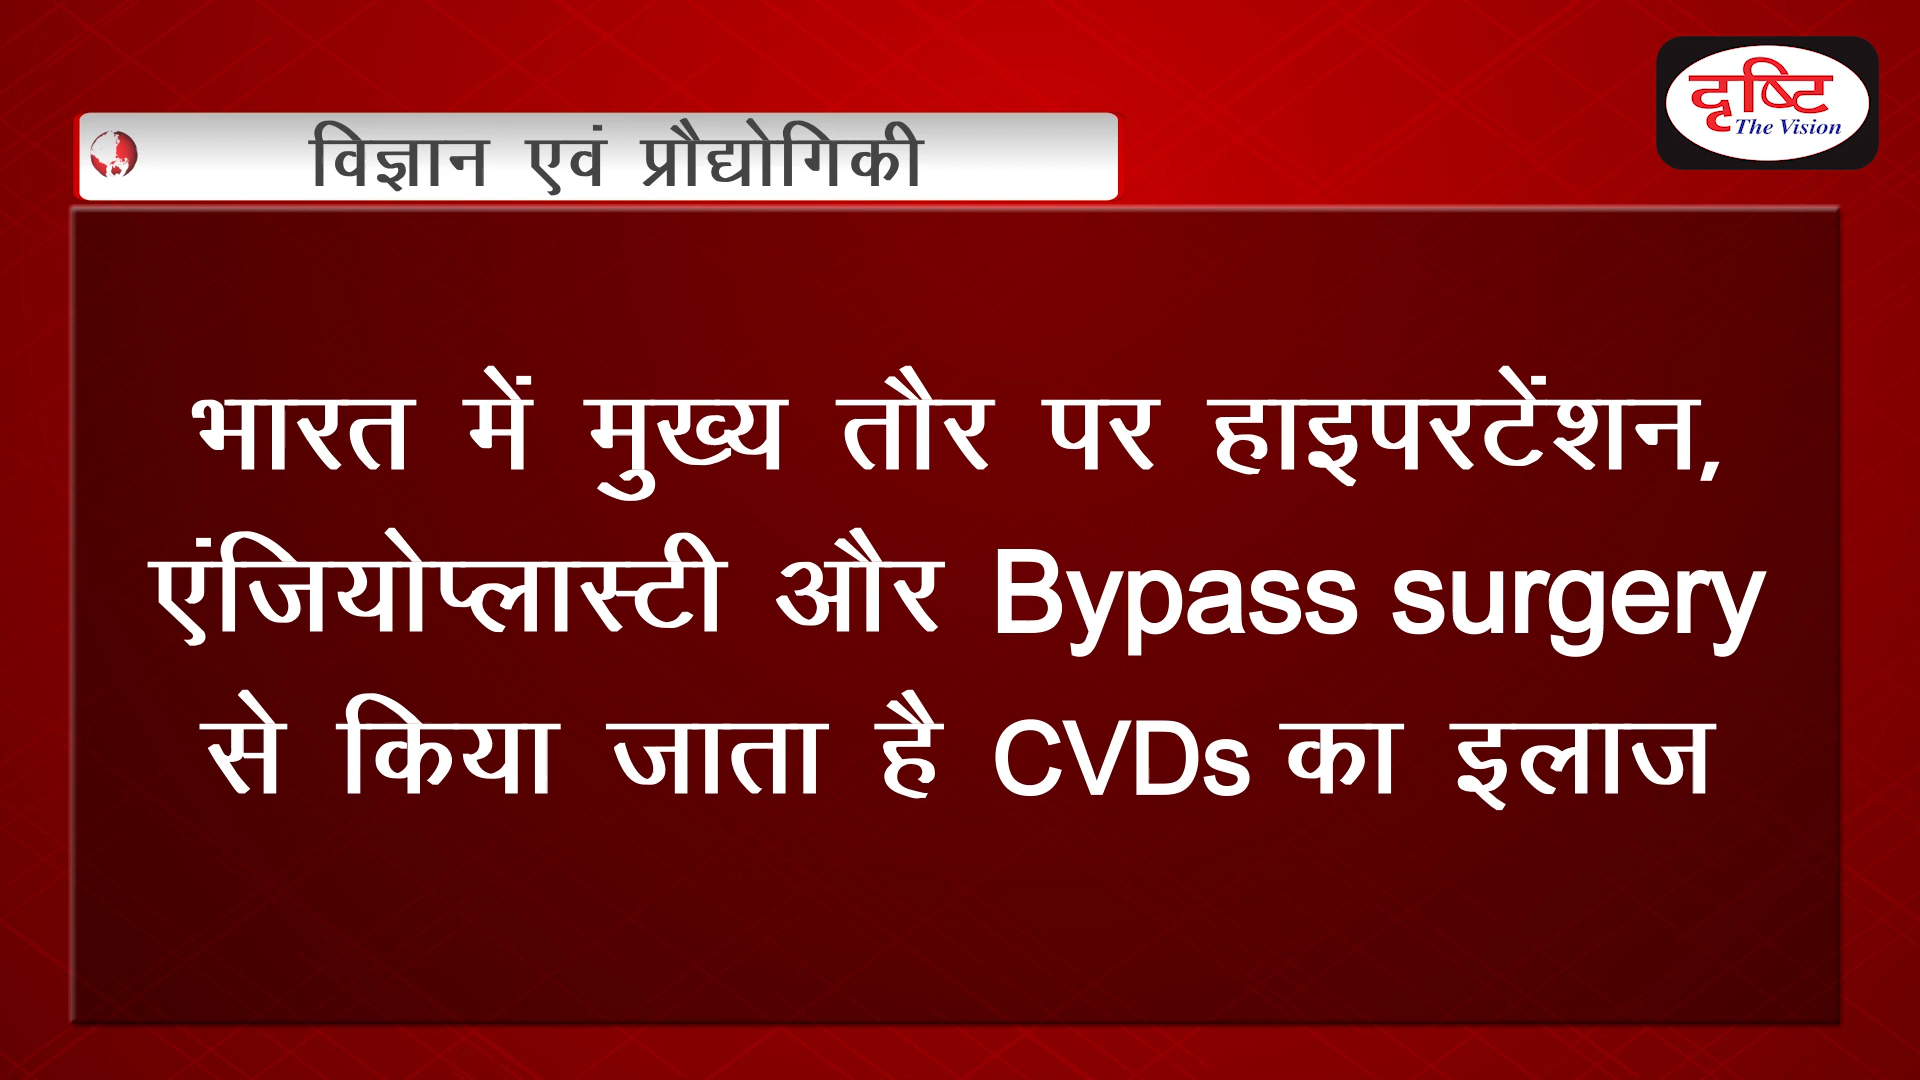 दृष्टि
The Vision
विज्ञान एवं प्रौद्योगिकी
भारत में मुख्य तौर पर हाइपरटेंशन,
एंजियोप्लास्टी और Bypass surgery
से किया जाता है CVDs का इलाज